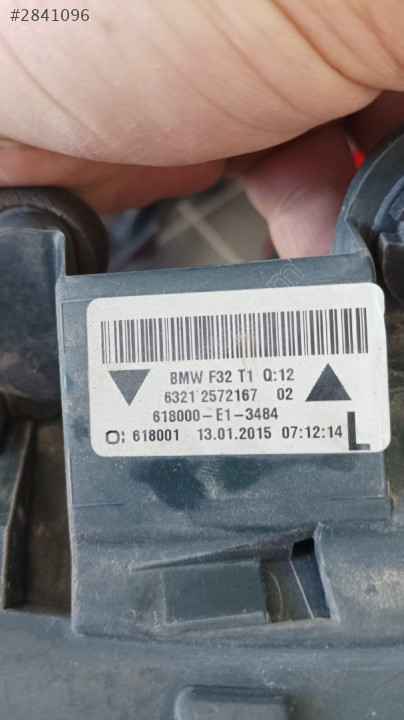 #2841096
BMW F32 T1 Q:12
6321 2572167 02
618000-E1-3484
O; 618001 13.01.2015 07:12:14 L